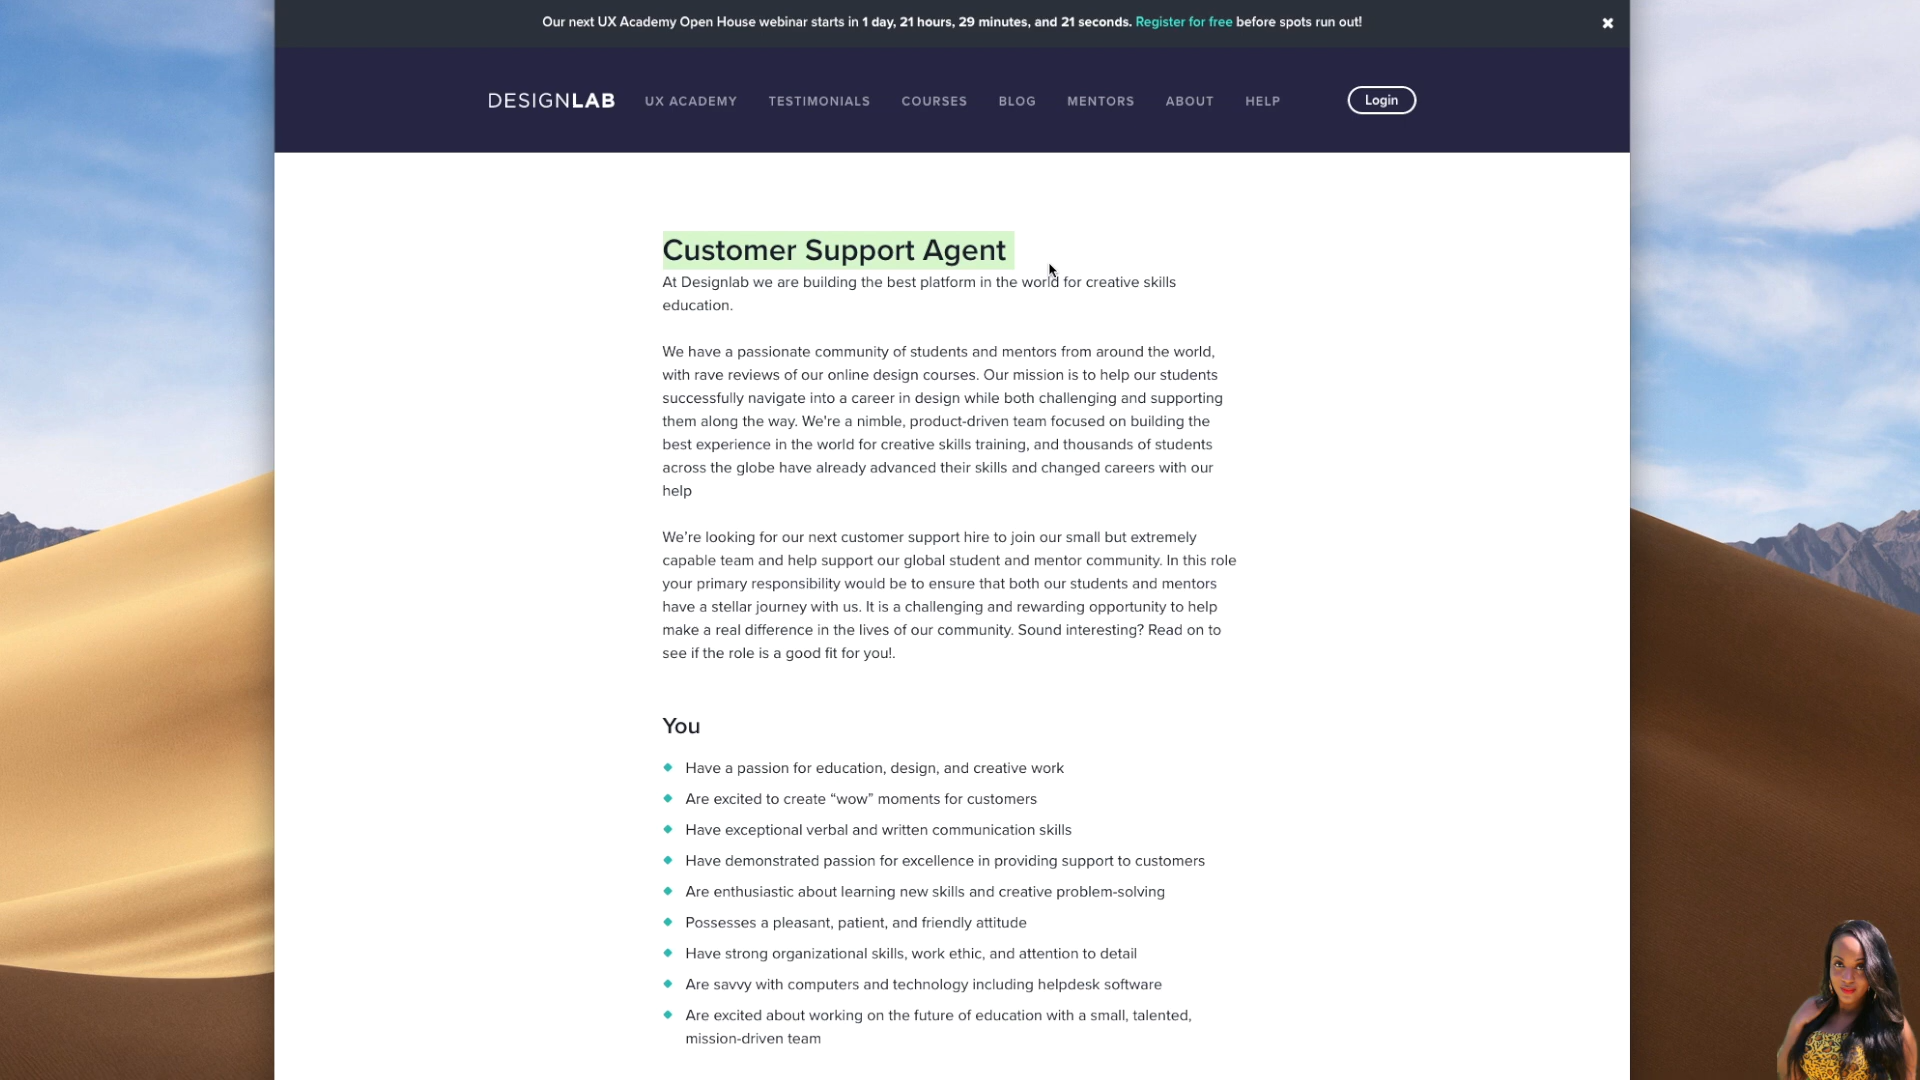 Our next UX Academy Open House webinar starts in 1 day, 21 hours, 29 minutes, and 21 seconds. Register for free before spots run out!
DESIGNLAB UX ACADEMY TESTIMONIALS COURSES BLOG MENTORS ABOUT HELP Login
Customer Support Agent
At Designlab we are building the best platform in the world for creative skills
education.
We have a passionate community of students and mentors from around the world,
with rave reviews of our online design courses. Our mission is to help our students
successfully navigate into a career in design while both challenging and supporting
them along the way. We're a nimble, product-driven team focused on building the
best experience in the world for creative skills training, and thousands of students
across the globe have already advanced their skills and changed careers with our
help
We’re looking for our next customer support hire to join our small but extremely
capable team and help support our global student and mentor community. In this role
your primary responsibility would be to ensure that both our students and mentors
have a stellar journey with us. It is a challenging and rewarding opportunity to help
make a real difference in the lives of our community. Sound interesting? Read on to
see if the role is a good fit for you!.
You
Have a passion for education, design, and creative work
Are excited to create “wow” moments for customers
Have exceptional verbal and written communication skills
Have demonstrated passion for excellence in providing support to customers
Are enthusiastic about learning new skills and creative problem-solving
Possesses a pleasant, patient, and friendly attitude
Have strong organizational skills, work ethic, and attention to detail
Are savvy with computers and technology including helpdesk software
Are excited about working on the future of education with a small, talented,
mission-driven team